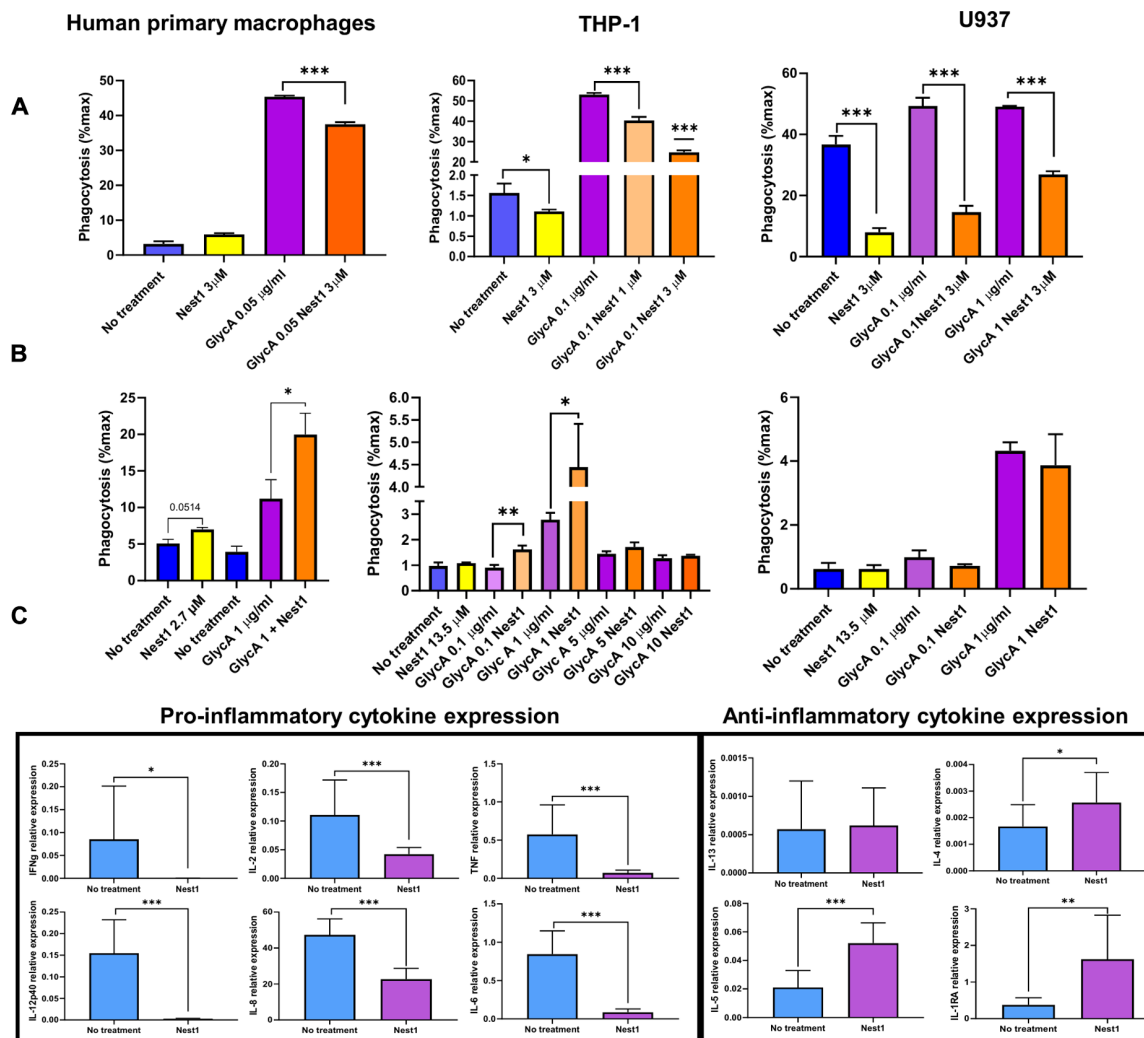 Human primary macrophages
THP-1
U937
A
Phagocytosis (%max)
50
40
30
20
10
0
***
No treatment
Nest1 3μM
GlycA 0.05 μg/ml
GlycA 0.05 Nest1 3μM
Phagocytosis (%max)
60
50
40
30
20
10
2.0
1.5
1.0
0.5
0.0
*
***
***
No treatment
Nest1 3 μM
GlycA 0.1 μg/ml
GlycA 0.1 Nest1 1 μM
GlycA 0.1 Nest1 3 μM
Phagocytosis (%max)
60
40
20
0
***
***
***
No treatment
Nest1 3μM
GlycA 0.1 μg/ml
GlycA 0.1Nest1 3μM
GlycA 1 μg/ml
GlycA 1 Nest1 3μM
B
Phagocytosis (%max)
25
20
15
10
5
0
0.0514
*
No treatment
Nest1 2.7 μM
No treatment
GlycA 1 μg/ml
GlycA 1 + Nest1
Phagocytosis (%max)
6.0
5.5
5.0
4.5
4.0
3
2
1
0
**
*
No treatment
Nest1 13.5 μM
GlycA 0.1 μg/ml
GlycA 0.1 Nest1
Glyc A 1 μg/ml
GlycA 1 Nest1
Glyc A 5 μg/ml
GlycA 5 Nest1
GlycA 10 μg/ml
GlycA 10 Nest1
Phagocytosis (%max)
6
4
2
0
No treatment
Nest1 13.5 μM
GlycA 0.1 μg/ml
GlycA 0.1 Nest1
GlycA 1 μg/ml
GlycA 1 Nest1
C
Pro-inflammatory cytokine expression
Anti-inflammatory cytokine expression
IFNg relative expression
0.25
0.20
0.15
0.10
0.05
0.00
*
No treatment
Nest1
IL-2 relative expression
0.20
0.15
0.10
0.05
0.00
***
No treatment
Nest1
TNF relative expression
1.5
1.0
0.5
0.0
***
No treatment
Nest1
IL-13 relative expression
0.0015
0.0010
0.0005
0.0000
No treatment
Nest1
IL-4 relative expression
0.004
0.003
0.002
0.001
0.000
*
No treatment
Nest1
IL-12p40 relative expression
0.25
0.20
0.15
0.10
0.05
0.00
***
No treatment
Nest1
IL-8 relative expression
60
40
20
0
***
No treatment
Nest1
IL-6 relative expression
1.5
1.0
0.5
0.0
***
No treatment
Nest1
IL-5 relative expression
0.08
0.06
0.04
0.02
0.00
***
No treatment
Nest1
IL-1RA relative expression
3
2
1
0
**
No treatment
Nest1